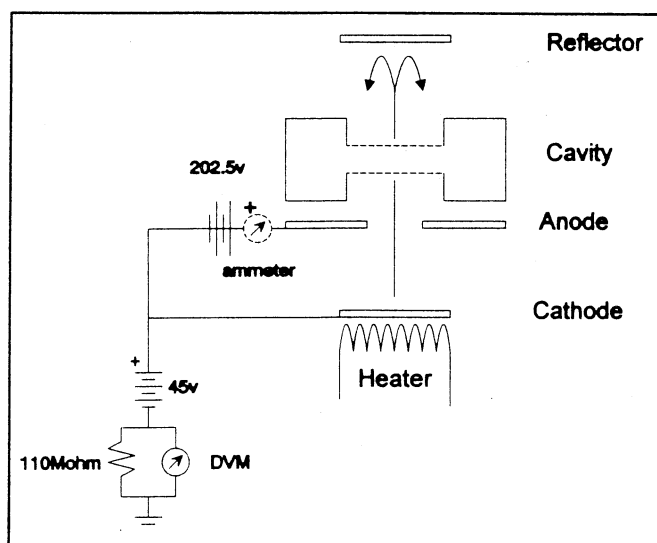 Reflector
Cavity
202.5v
+
Anode
ammeter
Cathode
+
45v
Heater
110Mohm
DVM